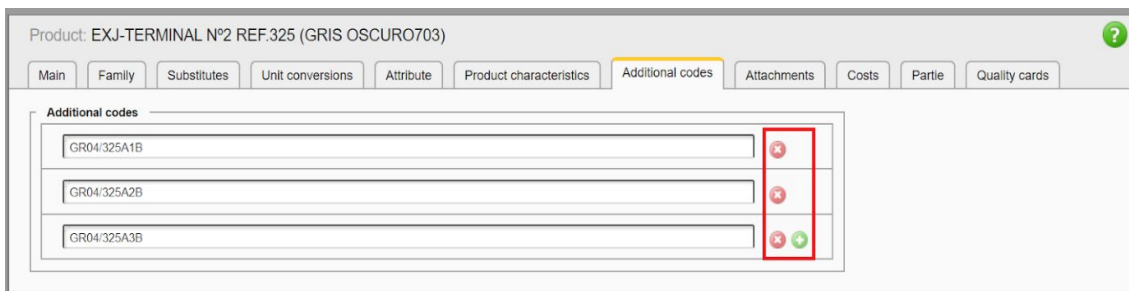 Product: EXJ-TERMINAL Nº2 REF.325 (GRIS OSCURO703)
?
Main Family Substitutes Unit conversions Attribute Product characteristics Additional codes Attachments Costs Partie Quality cards
Additional codes
GR04/325A1B
GR04/325A2B
GR04/325A3B